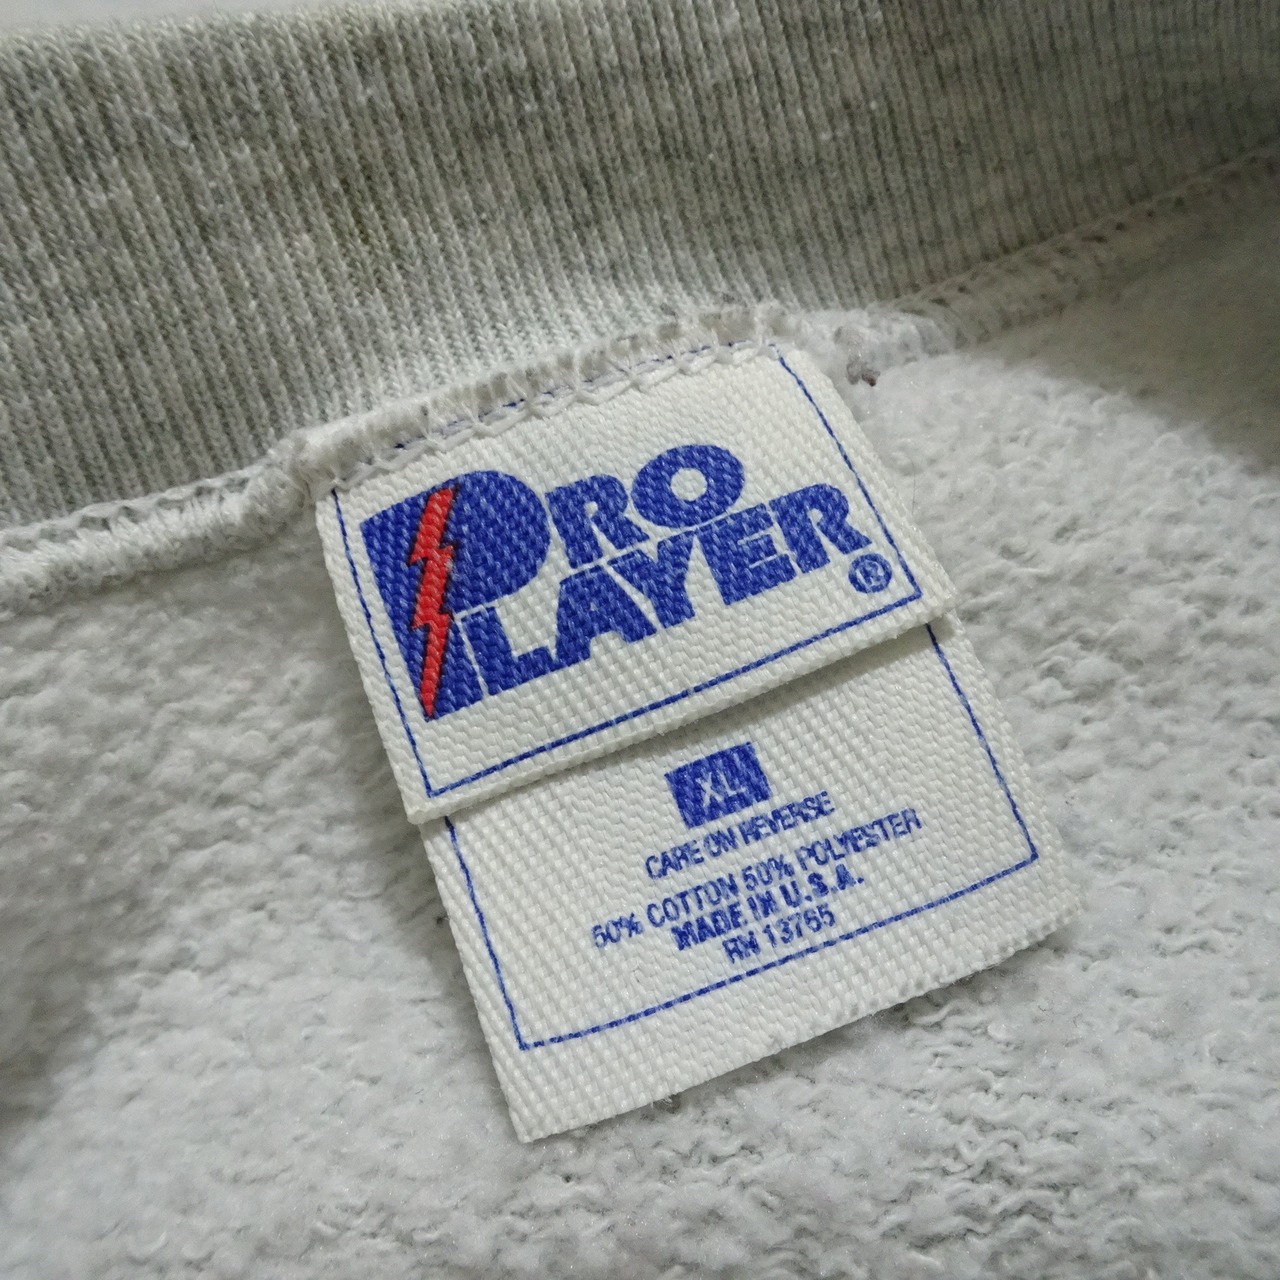 PRO
PLAYER®
XL
CARE ON REVERSE
50% COTTON 50% POLYESTER
MADE IN U.S.A.
RN 13765